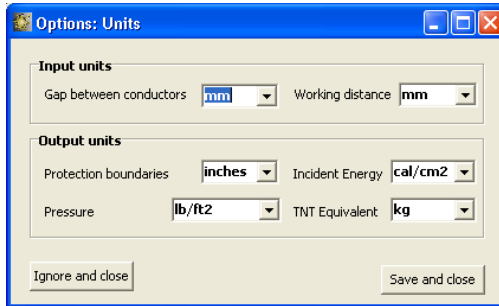 Options: Units
Input units
Gap between conductors mm Working distance mm
Output units
Protection boundaries inches Incident Energy cal/cm2
Pressure lb/ft2 TNT Equivalent kg
Ignore and close Save and close